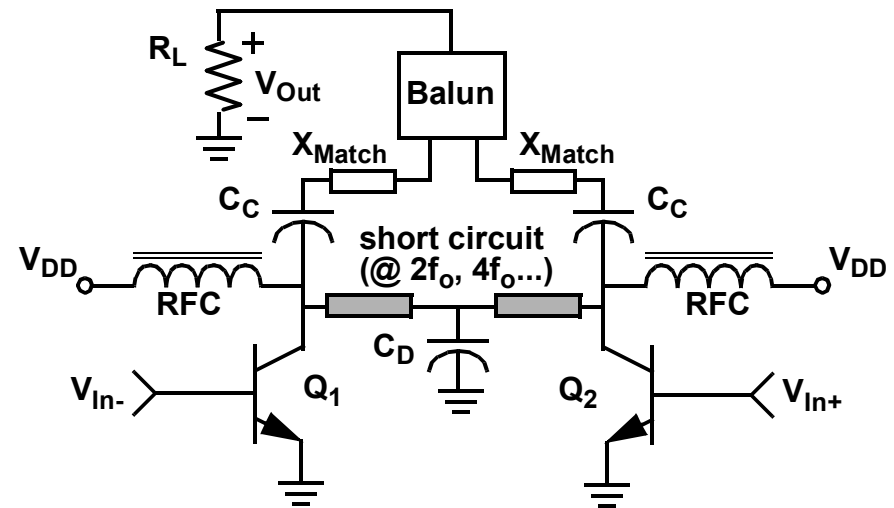 R_L
+
V_Out
−
Balun
X_Match
X_Match
C_C
C_C
short circuit
(@ 2f_o, 4f_o...)
V_DD
V_DD
RFC
RFC
C_D
V_In-
Q_1
Q_2
V_In+